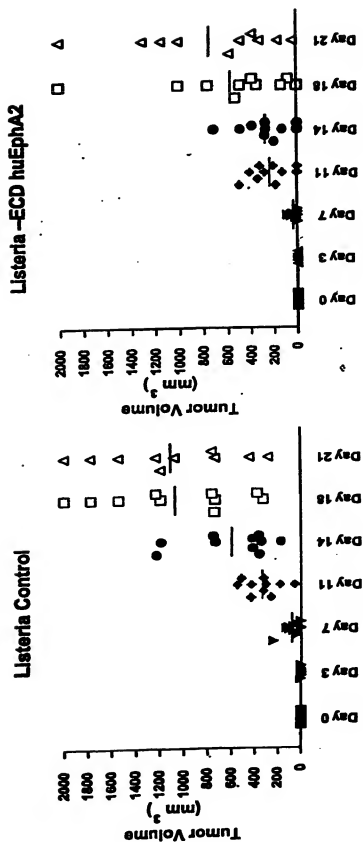 Listeria Control
Tumor Volume
(mm³)
2000
1800
1600
1400
1200
1000
800
600
400
200
0
Day 0
Day 3
Day 7
Day 11
Day 14
Day 18
Day 21
Listeria –ECD huEphA2
Tumor Volume
(mm³)
2000
1800
1600
1400
1200
1000
800
600
400
200
0
Day 0
Day 3
Day 7
Day 11
Day 14
Day 18
Day 21